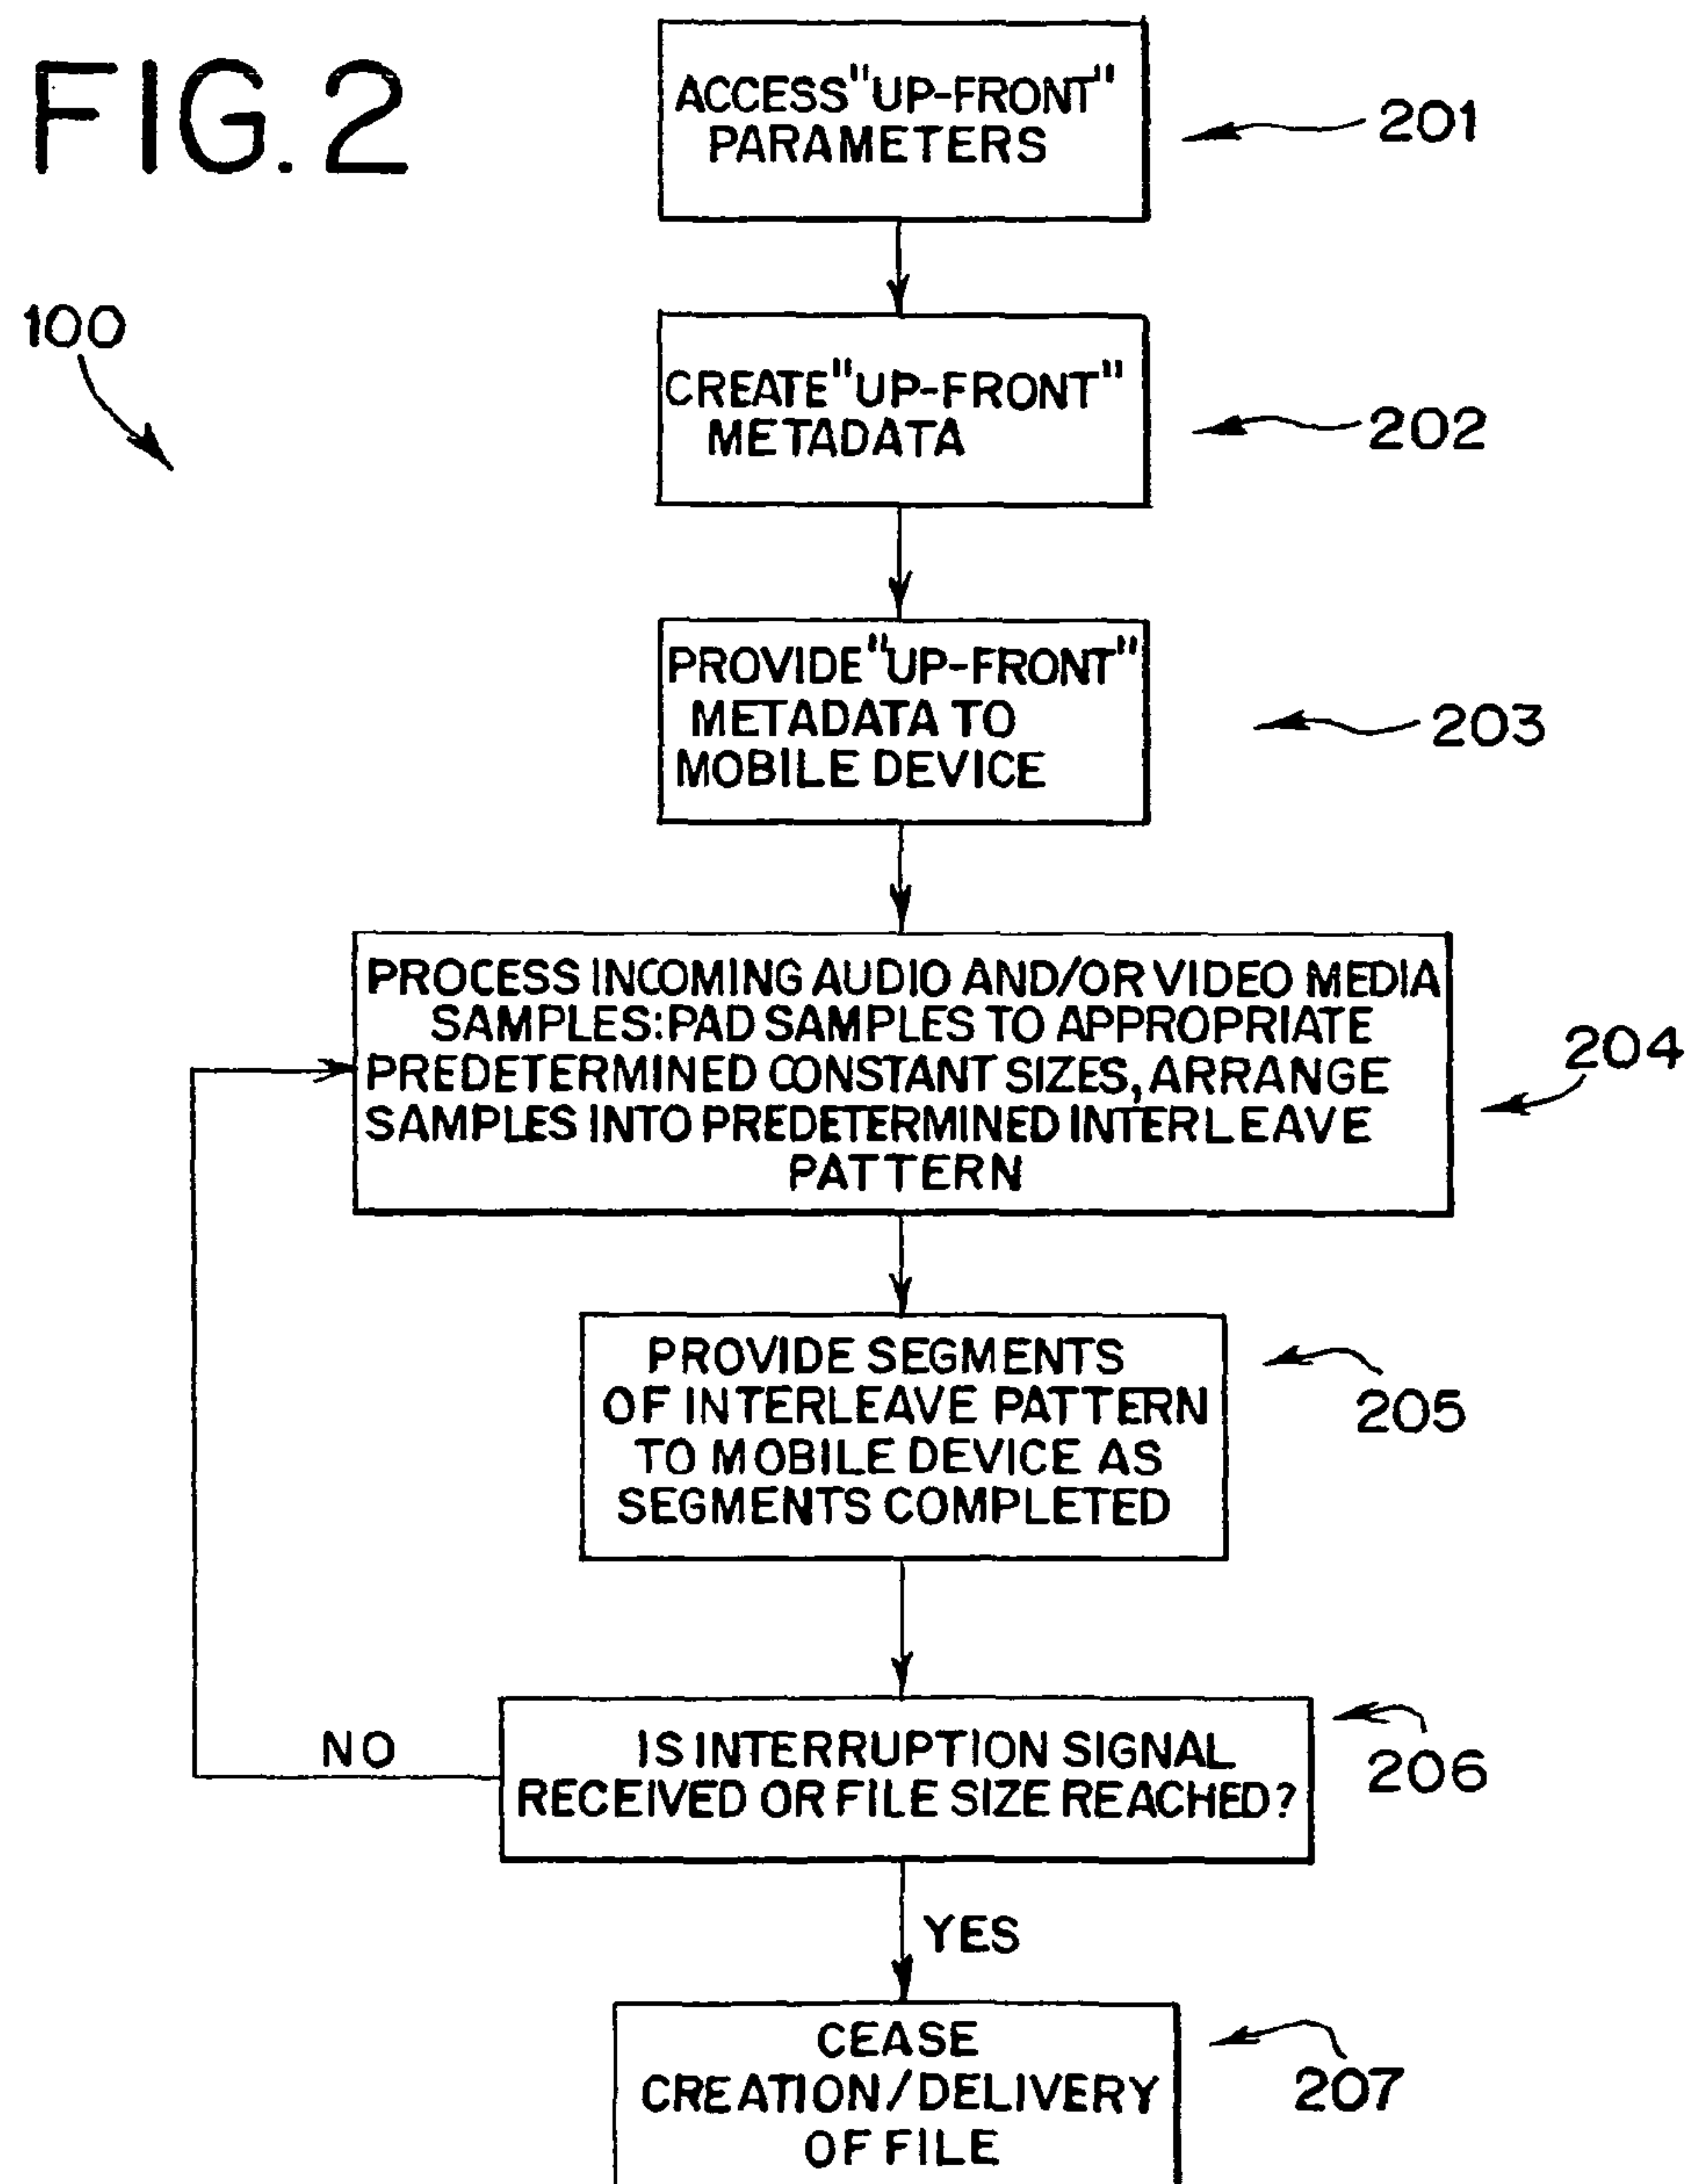 FIG. 2
ACCESS "UP-FRONT"
PARAMETERS
201
100
CREATE "UP-FRONT"
METADATA
202
PROVIDE "UP-FRONT"
METADATA TO
MOBILE DEVICE
203
PROCESS INCOMING AUDIO AND/OR VIDEO MEDIA
SAMPLES: PAD SAMPLES TO APPROPRIATE
PREDETERMINED CONSTANT SIZES, ARRANGE
SAMPLES INTO PREDETERMINED INTERLEAVE
PATTERN
204
PROVIDE SEGMENTS
OF INTERLEAVE PATTERN
TO MOBILE DEVICE AS
SEGMENTS COMPLETED
205
NO
IS INTERRUPTION SIGNAL
RECEIVED OR FILE SIZE REACHED?
206
YES
CEASE
CREATION/DELIVERY
OF FILE
207